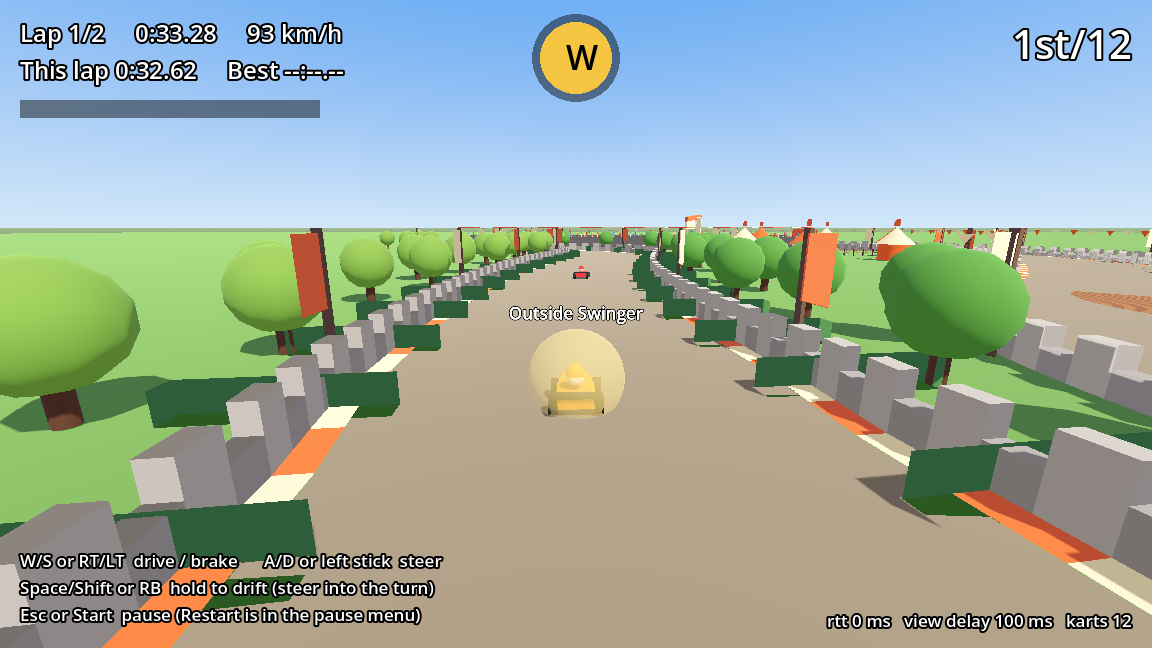 Lap 1/2 0:33.28 93 km/h
This lap 0:32.62 Best --:--.--
W
1st/12
Outside Swinger
W/S or RT/LT drive / brake A/D or left stick steer
Space/Shift or RB hold to drift (steer into the turn)
Esc or Start pause (Restart is in the pause menu)
rtt 0 ms view delay 100 ms karts 12